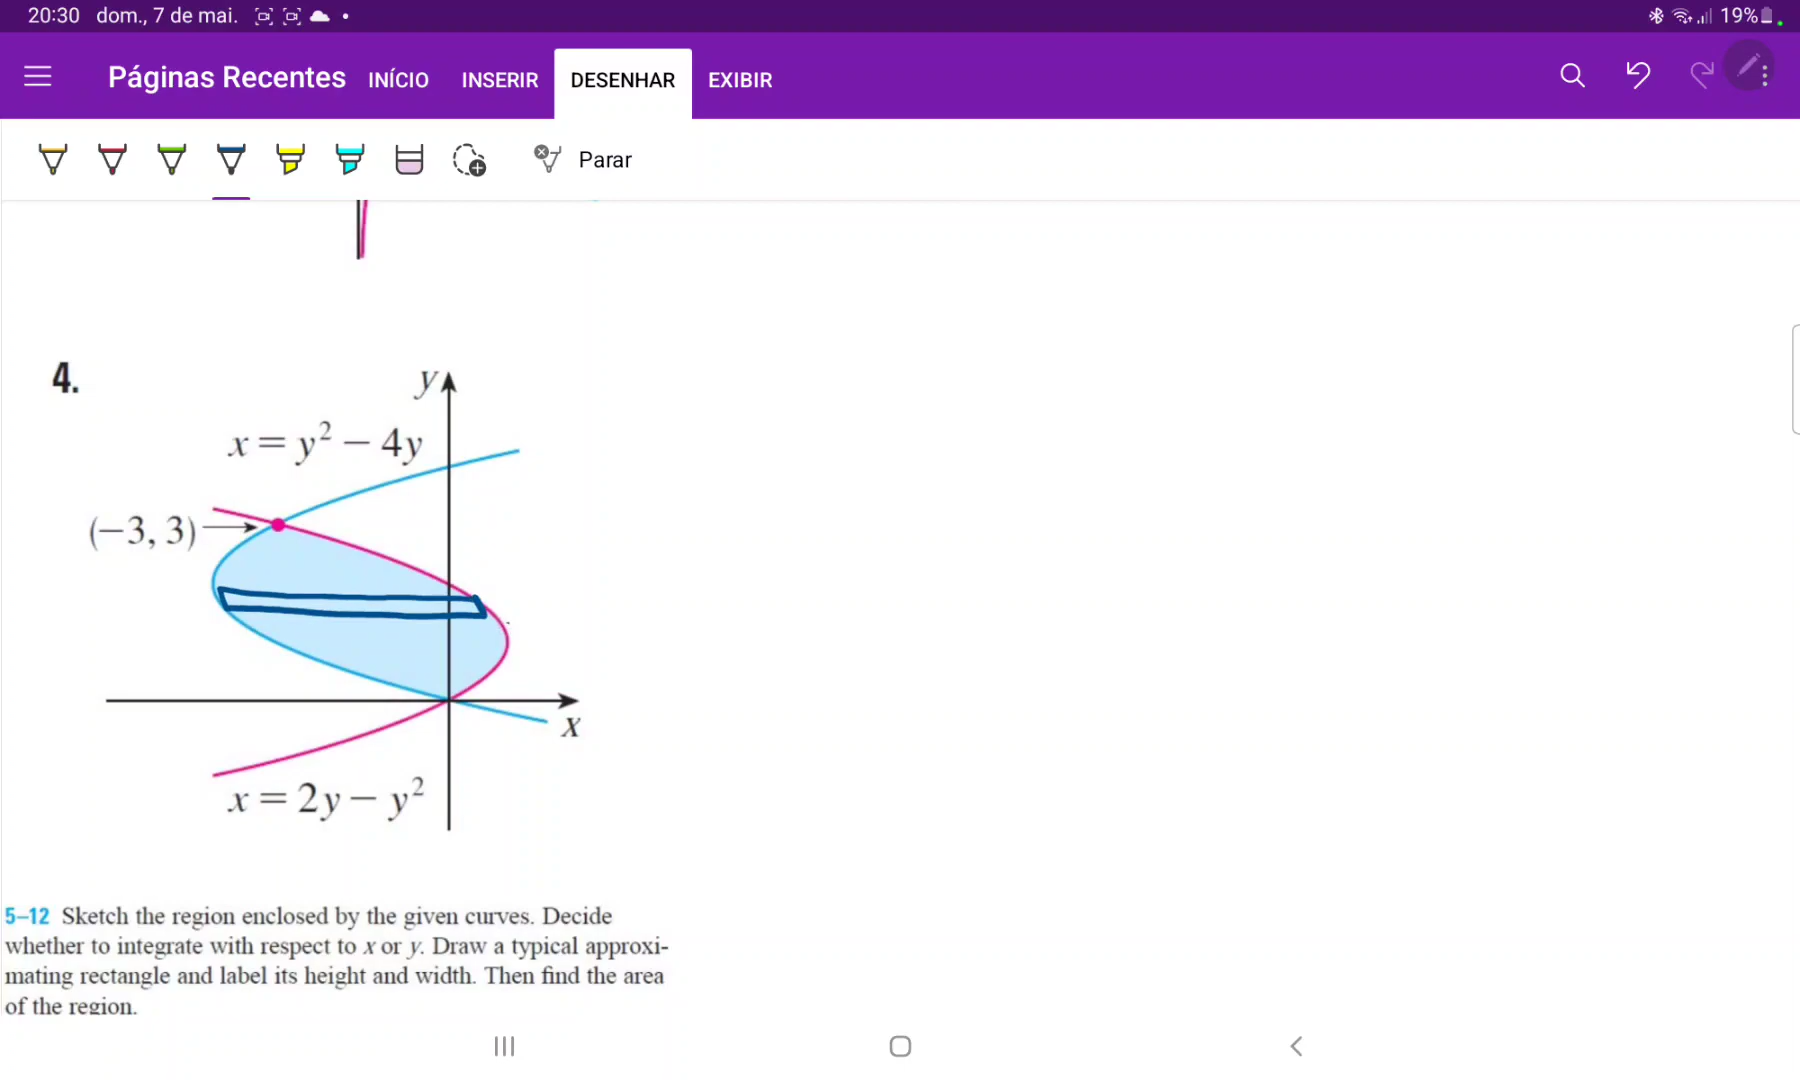 20:30 dom., 7 de mai. 19%
Páginas Recentes INÍCIO INSERIR DESENHAR EXIBIR
Parar
4.
y
x = y² − 4y
(−3, 3)
x
x = 2y − y²
5–12 Sketch the region enclosed by the given curves. Decide
whether to integrate with respect to x or y. Draw a typical approxi-
mating rectangle and label its height and width. Then find the area
of the region.